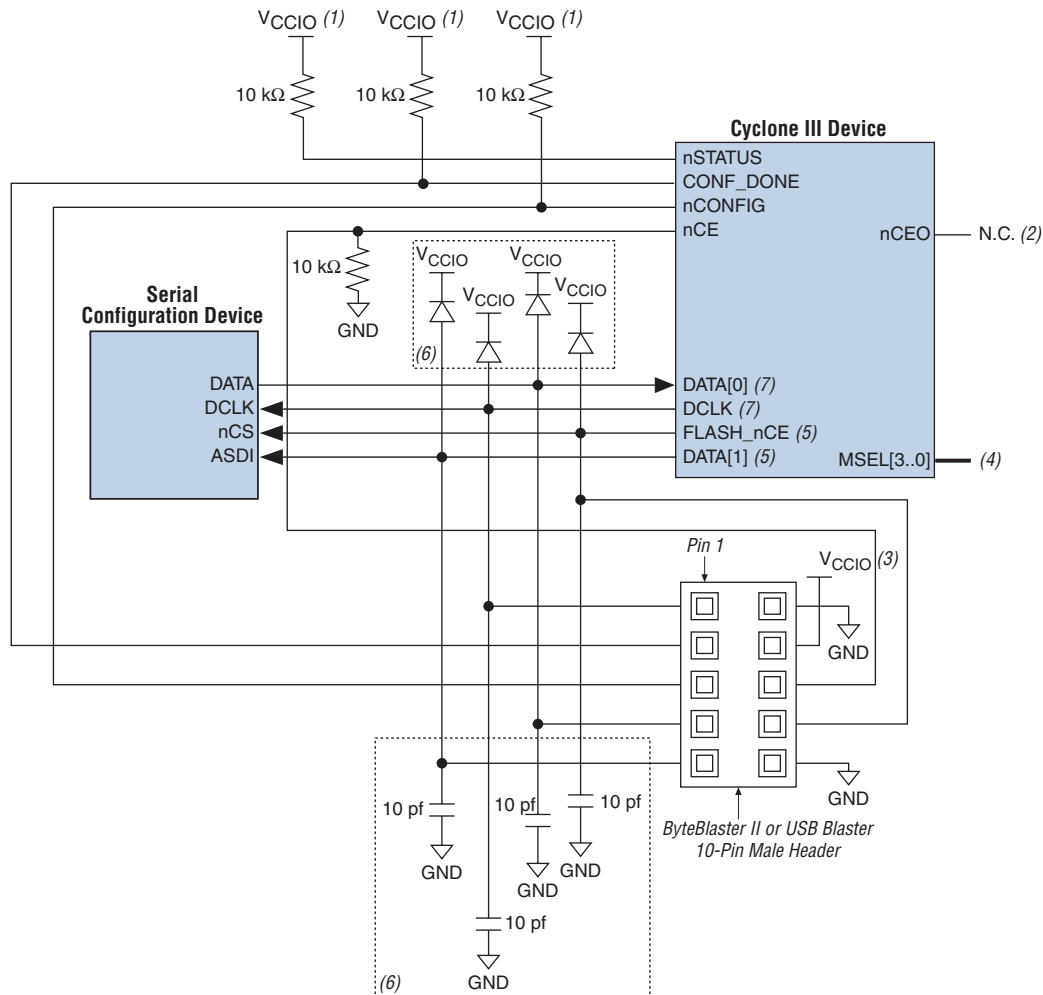 VCCIO (1)
VCCIO (1)
VCCIO (1)
10 kΩ
10 kΩ
10 kΩ
Cyclone III Device
nSTATUS
CONF_DONE
nCONFIG
nCE
nCEO
N.C. (2)
10 kΩ
GND
VCCIO
VCCIO
VCCIO
VCCIO
(6)
Serial
Configuration Device
DATA
DCLK
nCS
ASDI
DATA[0] (7)
DCLK (7)
FLASH_nCE (5)
DATA[1] (5)
MSEL[3..0]
(4)
Pin 1
VCCIO (3)
GND
GND
10 pf
10 pf
10 pf
GND
GND
GND
10 pf
GND
(6)
ByteBlaster II or USB Blaster
10-Pin Male Header